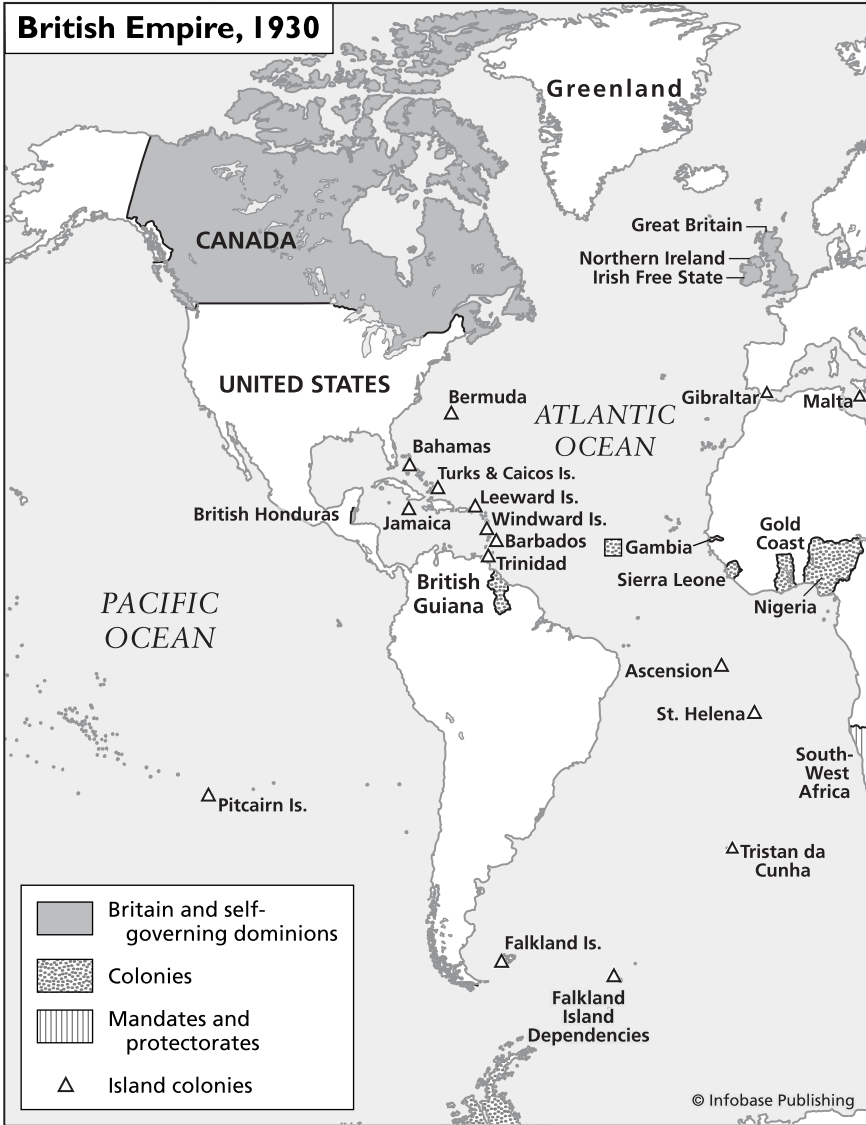 British Empire, 1930
Greenland
CANADA
Great Britain
Northern Ireland
Irish Free State
UNITED STATES
Bermuda
Gibraltar
Malta
ATLANTIC
OCEAN
Bahamas
Turks & Caicos Is.
Leeward Is.
British Honduras
Jamaica
Windward Is.
Barbados
Trinidad
Gambia
Gold
Coast
Sierra Leone
Nigeria
British
Guiana
PACIFIC
OCEAN
Ascension
St. Helena
South-
West
Africa
Pitcairn Is.
Tristan da
Cunha
Falkland Is.
Falkland
Island
Dependencies
Britain and self-
governing dominions
Colonies
Mandates and
protectorates
Island colonies
© Infobase Publishing